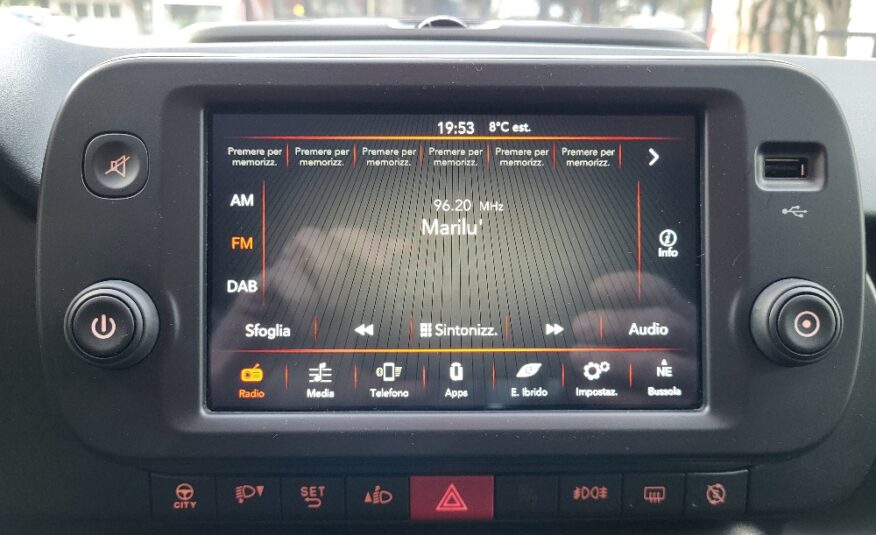 19:53 8°C est.
Premere per memorizz.
Premere per memorizz.
Premere per memorizz.
Premere per memorizz.
Premere per memorizz.
Premere per memorizz.
AM
96.20 MHz
Marilu'
FM
Info
DAB
Sfoglia
Sintonizz.
Audio
NE
Radio Media Telefono Apps E. Ibrido Impostaz. Bussola
CITY
SET